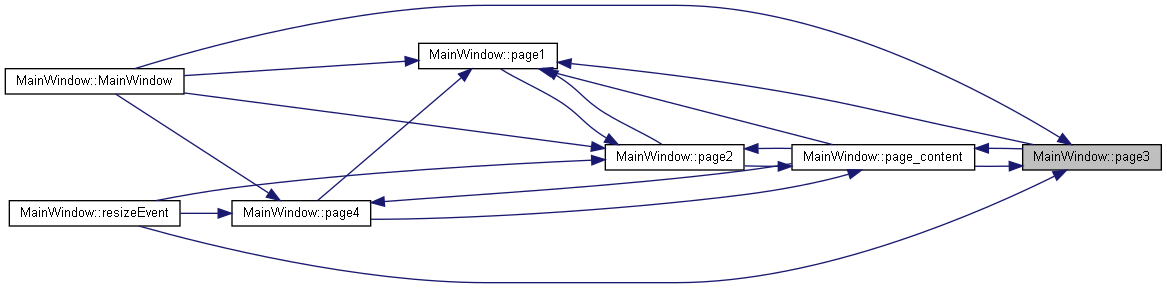 MainWindow::page1
MainWindow::MainWindow
MainWindow::page2
MainWindow::page_content
MainWindow::page3
MainWindow::resizeEvent
MainWindow::page4